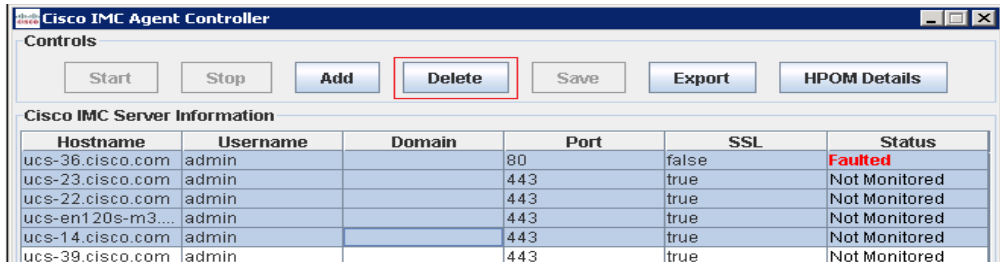 cisco Cisco IMC Agent Controller
Controls
Start Stop Add Delete Save Export HPOM Details
Cisco IMC Server Information
Hostname Username Domain Port SSL Status
ucs-36.cisco.com admin 80 false Faulted
ucs-23.cisco.com admin 443 true Not Monitored
ucs-22.cisco.com admin 443 true Not Monitored
ucs-en120s-m3.... admin 443 true Not Monitored
ucs-14.cisco.com admin 443 true Not Monitored
ucs-39.cisco.com admin 443 true Not Monitored